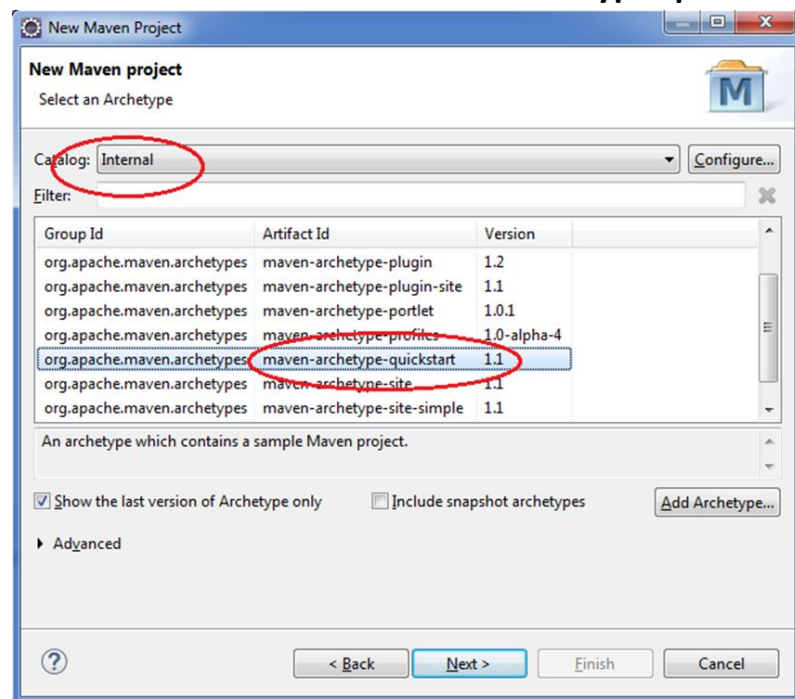 New Maven Project
New Maven project
Select an Archetype
M
Catalog: Internal Configure...
Filter:
Group Id Artifact Id Version
org.apache.maven.archetypes maven-archetype-plugin 1.2
org.apache.maven.archetypes maven-archetype-plugin-site 1.1
org.apache.maven.archetypes maven-archetype-portlet 1.0.1
org.apache.maven.archetypes maven-archetype-profiles 1.0-alpha-4
org.apache.maven.archetypes maven-archetype-quickstart 1.1
org.apache.maven.archetypes maven-archetype-site 1.1
org.apache.maven.archetypes maven-archetype-site-simple 1.1
An archetype which contains a sample Maven project.
Show the last version of Archetype only Include snapshot archetypes Add Archetype...
Advanced
? < Back Next > Finish Cancel